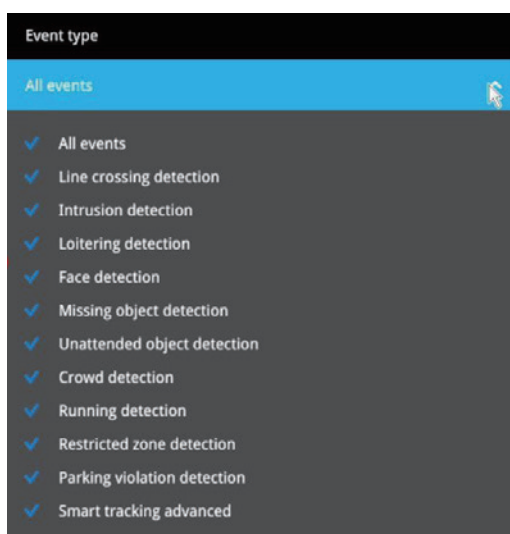 Event type
All events
All events
Line crossing detection
Intrusion detection
Loitering detection
Face detection
Missing object detection
Unattended object detection
Crowd detection
Running detection
Restricted zone detection
Parking violation detection
Smart tracking advanced